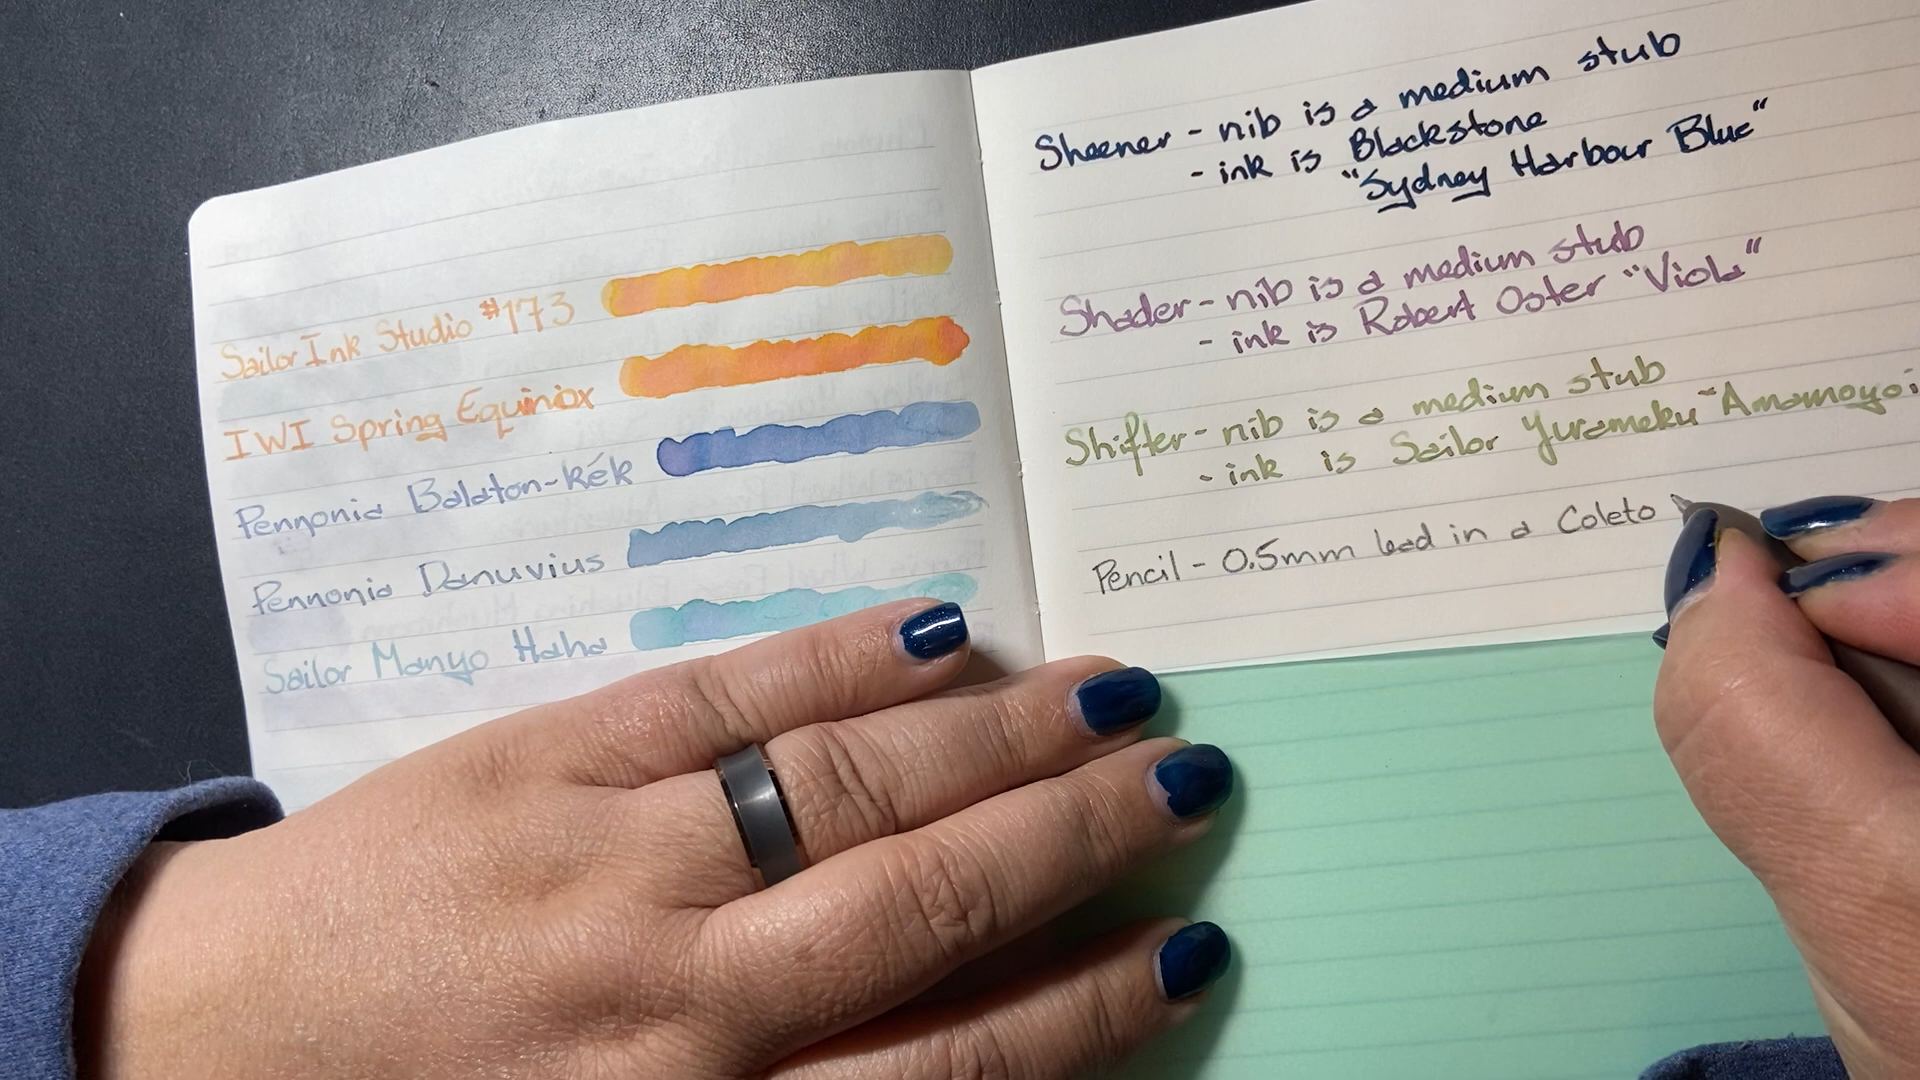 Sailor Ink Studio #173
IWI Spring Equinox
Pennonia Balaton-kék
Pennonia Danuvius
Sailor Manyo Haha
Sheener - nib is a medium stub
- ink is Blackstone
"Sydney Harbour Blue"
Shader - nib is a medium stub
- ink is Robert Oster "Viola"
Shifter - nib is a medium stub
- ink is Sailor Yurameku "Amamoyoi
Pencil - 0.5mm lead in a Coleto